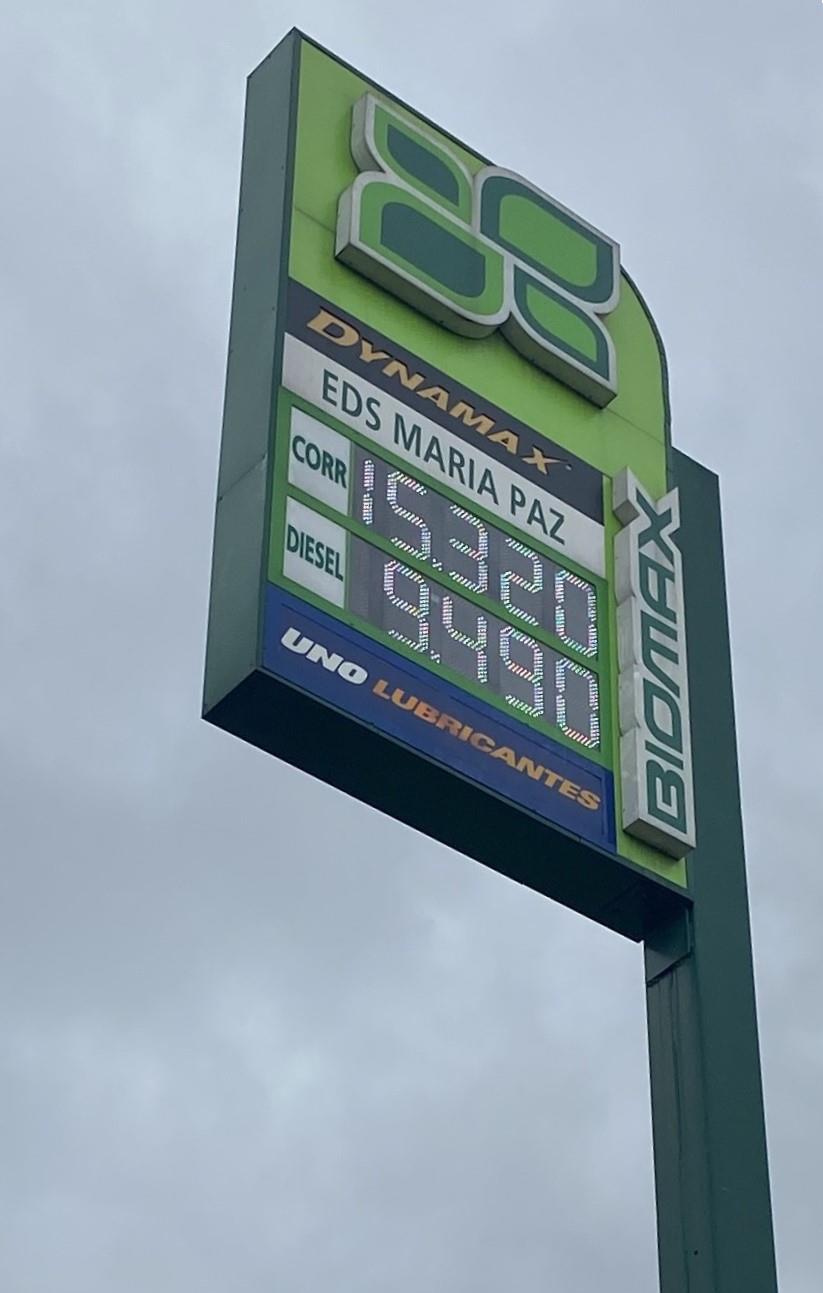 DYNAMAX
EDS MARIA PAZ
CORR 15.320
DIESEL 9.490
UNO LUBRICANTES
BIOMAX